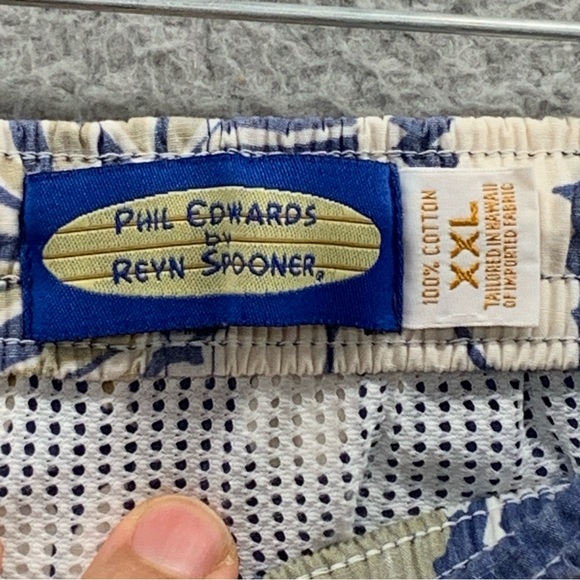 PHIL EDWARDS
by
REYN SPOONER®
100% COTTON
XXL
TAILORED IN HAWAII
OF IMPORTED FABRIC